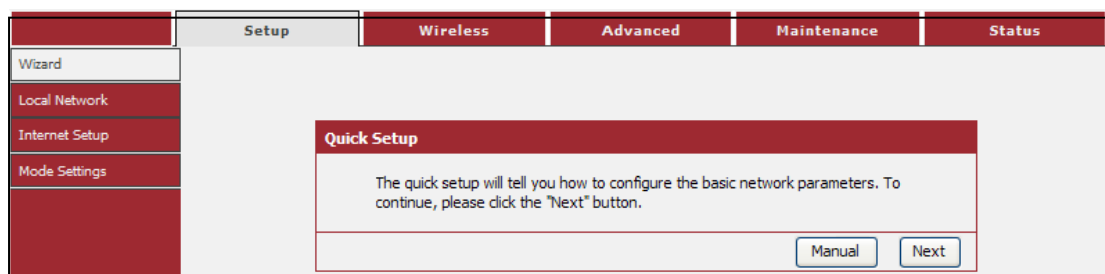 Setup Wireless Advanced Maintenance Status
Wizard
Local Network
Internet Setup
Mode Settings
Quick Setup
The quick setup will tell you how to configure the basic network parameters. To
continue, please click the "Next" button.
Manual Next